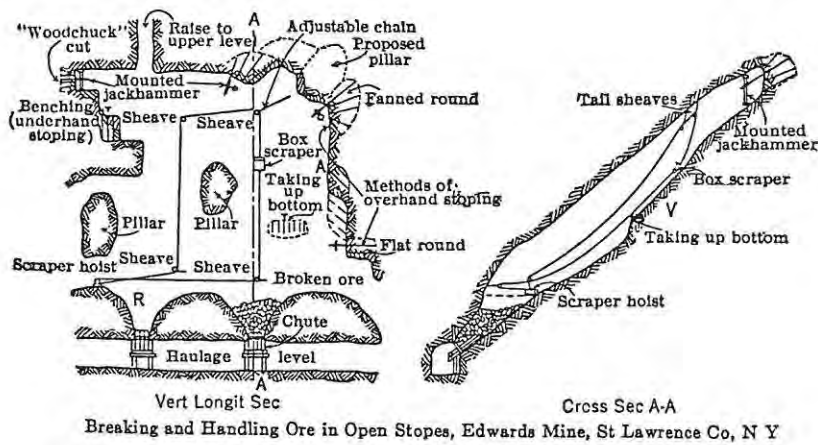 "Woodchuck"
cut
Raise to
upper level
A
Adjustable chain
Proposed
pillar
Mounted
jackhammer
Fanned round
Benching
(underhand
stoping)
Sheave
Sheave
Box
scraper
A
Taking
up
bottom
Methods of
overhand stoping
Pillar
Pillar
Flat round
Sheave
Sheave
Scraper hoist
Broken ore
R
Chute
Haulage
level
A
Vert Longit Sec
Tail sheaves
Mounted
jackhammer
Box scraper
V
Taking up bottom
Scraper hoist
Cross Sec A-A
Breaking and Handling Ore in Open Stopes, Edwards Mine, St Lawrence Co, N Y